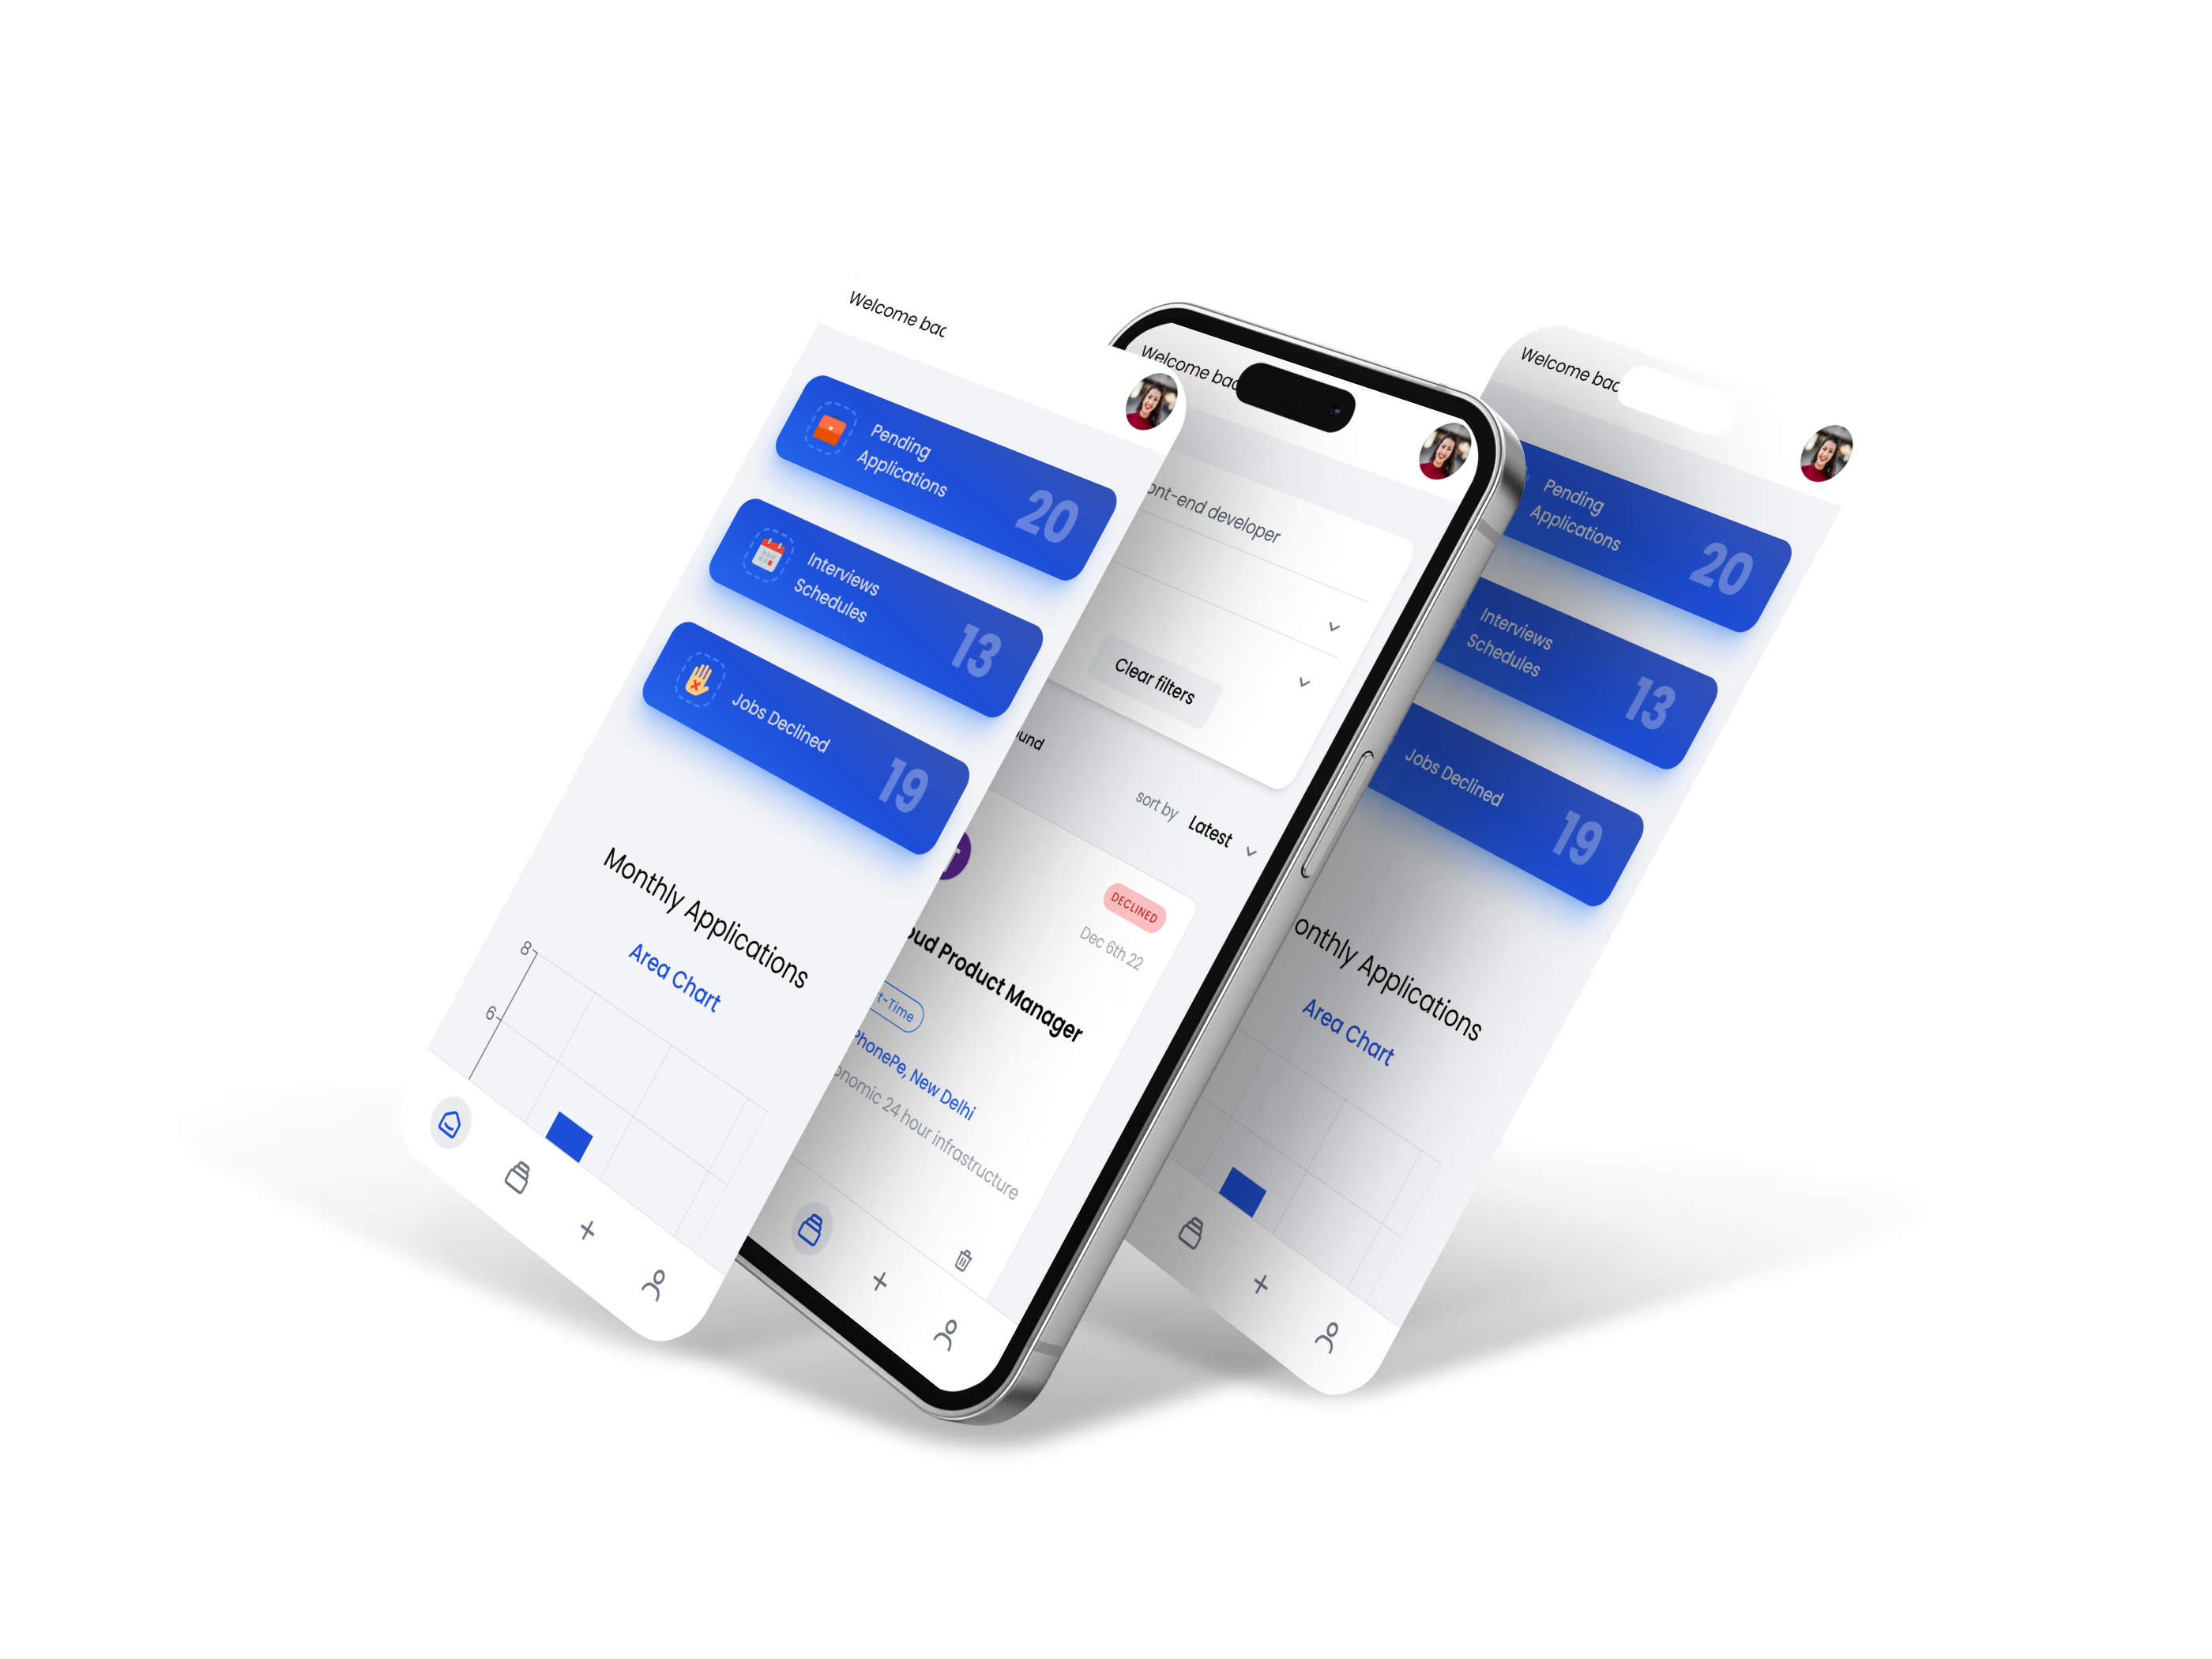 Welcome bac
Pending
Applications
20
Interviews
Schedules
13
Jobs Declined
19
Monthly Applications
Area Chart
8
6
Welcome bac
ont-end developer
Clear filters
und
sort by Latest
DECLINED
Dec 6th 22
oud Product Manager
t-Time
PhonePe, New Delhi
onomic 24 hour infrastructure
Welcome bac
Pending
Applications
20
Interviews
Schedules
13
Jobs Declined
19
onthly Applications
Area Chart